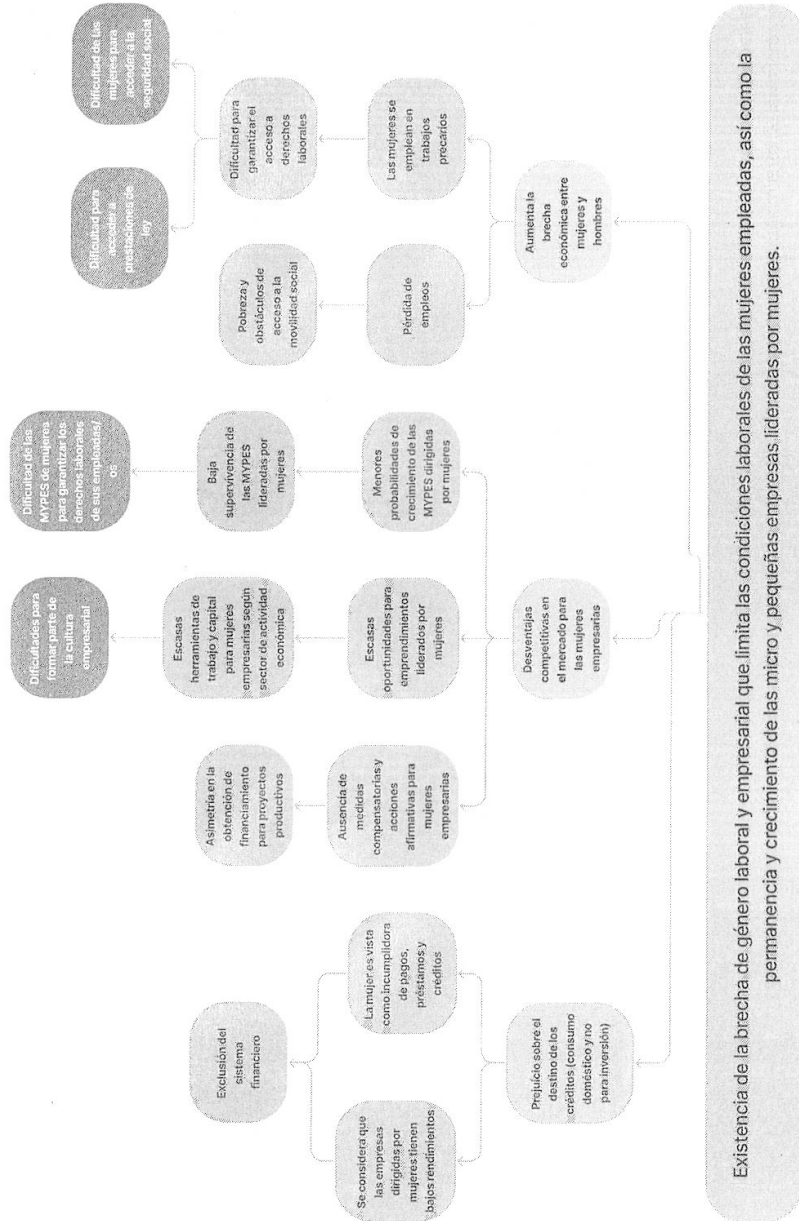 Dificultad de las
mujeres para
acceder a la
seguridad social
Dificultad para
acceder a
prestaciones de
ley
Dificultad para
garantizar el
acceso a
derechos
laborales
Pobreza y
obstáculos de
acceso a la
movilidad social
Las mujeres se
emplean en
trabajos
precarios
Pérdida de
empleos
Aumenta la
brecha
económica entre
mujeres y
hombres
Dificultad de las
MYPES de mujeres
para garantizar los
derechos laborales
de sus empleadas/
os
Baja
supervivencia de
las MYPES
lideradas por
mujeres
Menores
probabilidades de
crecimiento de las
MYPES dirigidas
por mujeres
Dificultades para
formar parte de
la cultura
empresarial
Escasas
herramientas de
trabajo y capital
para mujeres
empresarias según
sector de actividad
económica
Escasas
oportunidades para
emprendimientos
liderados por
mujeres
Asimetría en la
obtención de
financiamiento
para proyectos
productivos
Ausencia de
medidas
compensatorias y
acciones
afirmativas para
mujeres
empresarias
Desventajas
competitivas en
el mercado para
las mujeres
empresarias
Exclusión del
sistema
financiero
La mujer es vista
como incumplidora
de pagos,
préstamos y
créditos
Se considera que
las empresas
dirigidas por
mujeres tienen
bajos rendimientos
Prejuicio sobre el
destino de los
créditos (consumo
doméstico y no
para inversión)
Existencia de la brecha de género laboral y empresarial que limita las condiciones laborales de las mujeres empleadas, así como la
permanencia y crecimiento de las micro y pequeñas empresas lideradas por mujeres.